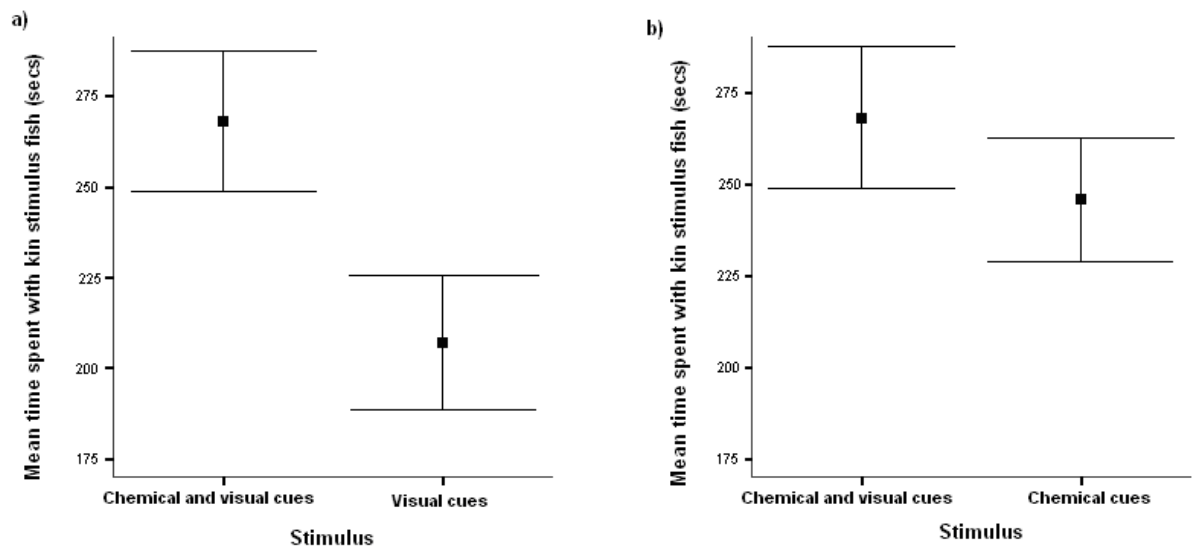 a)
Mean time spent with kin stimulus fish (secs)
275
250
225
200
175
Chemical and visual cues
Visual cues
Stimulus
b)
Mean time spent with kin stimulus fish (secs)
275
250
225
200
175
Chemical and visual cues
Chemical cues
Stimulus